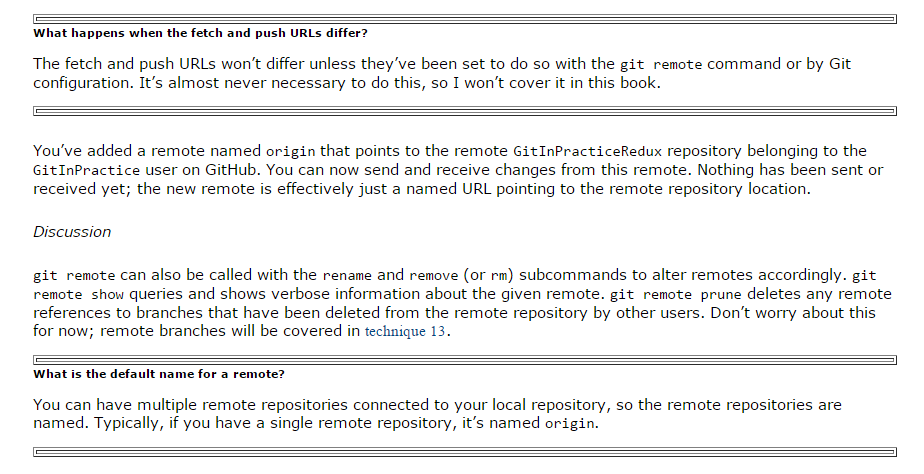 What happens when the fetch and push URLs differ?
The fetch and push URLs won’t differ unless they’ve been set to do so with the git remote command or by Git
configuration. It’s almost never necessary to do this, so I won’t cover it in this book.
You’ve added a remote named origin that points to the remote GitInPracticeRedux repository belonging to the
GitInPractice user on GitHub. You can now send and receive changes from this remote. Nothing has been sent or
received yet; the new remote is effectively just a named URL pointing to the remote repository location.
Discussion
git remote can also be called with the rename and remove (or rm) subcommands to alter remotes accordingly. git
remote show queries and shows verbose information about the given remote. git remote prune deletes any remote
references to branches that have been deleted from the remote repository by other users. Don’t worry about this
for now; remote branches will be covered in technique 13.
What is the default name for a remote?
You can have multiple remote repositories connected to your local repository, so the remote repositories are
named. Typically, if you have a single remote repository, it’s named origin.